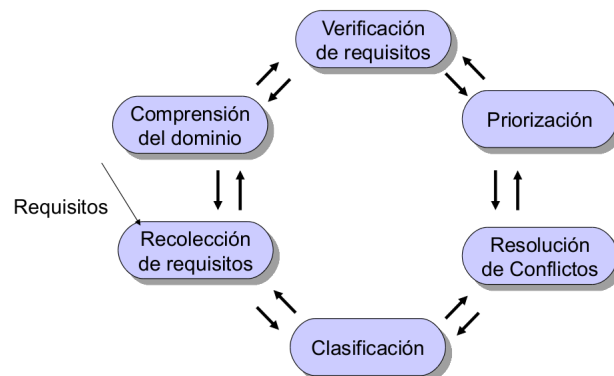 Verificación
de requisitos
Comprensión
del dominio
Priorización
Requisitos
Recolección
de requisitos
Resolución
de Conflictos
Clasificación